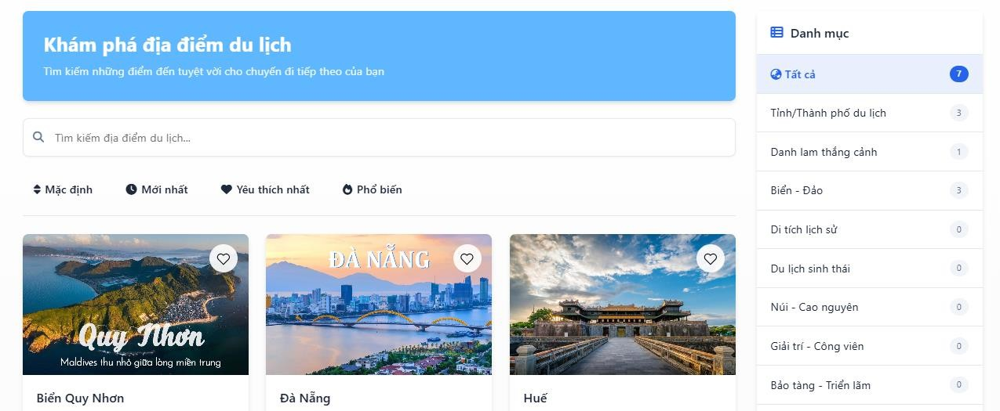 Khám phá địa điểm du lịch
Tìm kiếm những điểm đến tuyệt vời cho chuyến đi tiếp theo của bạn
Tìm kiếm địa điểm du lịch...
Mặc định
Mới nhất
Yêu thích nhất
Phổ biến
Quy Nhơn
Maldives thu nhỏ giữa lòng miền trung
Biển Quy Nhơn
ĐÀ NẴNG
Đà Nẵng
Huế
Danh mục
Tất cả 7
Tỉnh/Thành phố du lịch 3
Danh lam thắng cảnh 1
Biển - Đảo 3
Di tích lịch sử 0
Du lịch sinh thái 0
Núi - Cao nguyên 0
Giải trí - Công viên 0
Bảo tàng - Triển lãm 0